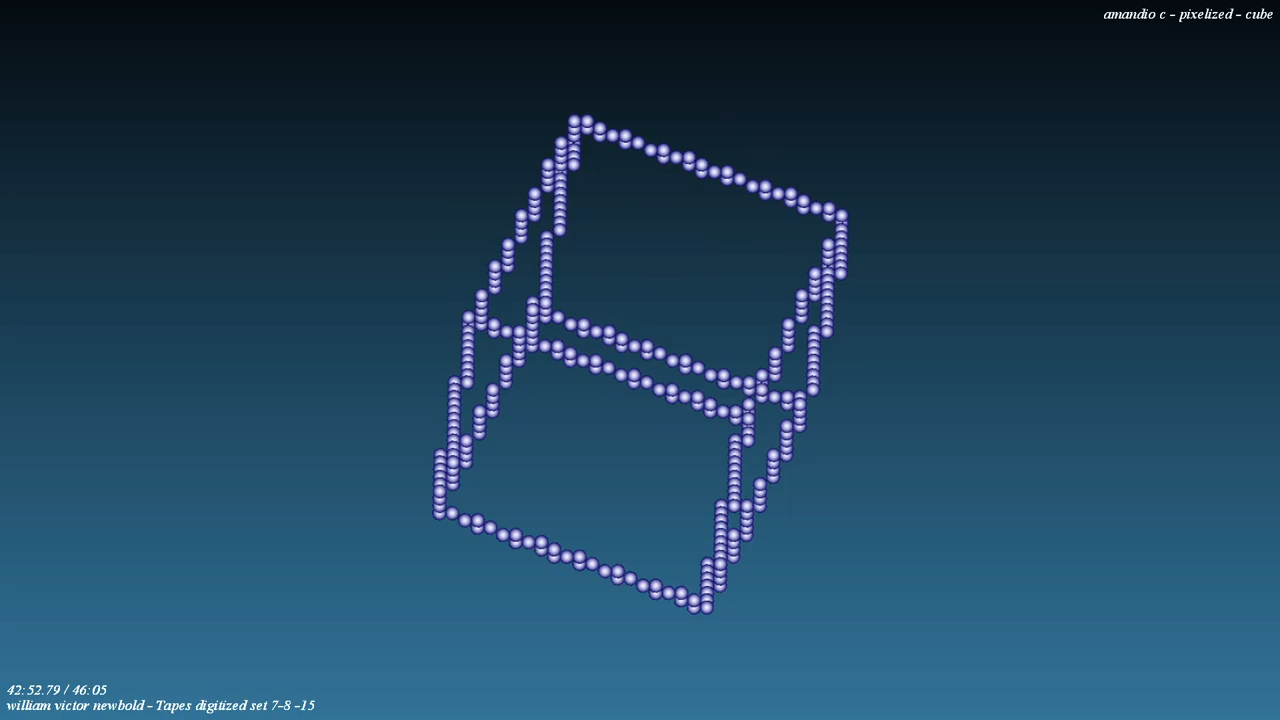 amandio c - pixelized - cube
42:52.79 / 46:05
william victor newbold - Tapes digitized set 7-8 -15